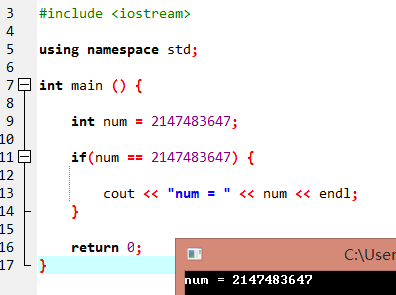 3 #include <iostream>
4
5 using namespace std;
6
7 int main () {
8
9 int num = 2147483647;
10
11 if(num == 2147483647) {
12
13 cout << "num = " << num << endl;
14 }
15
16 return 0;
17 }
C:\User
num = 2147483647